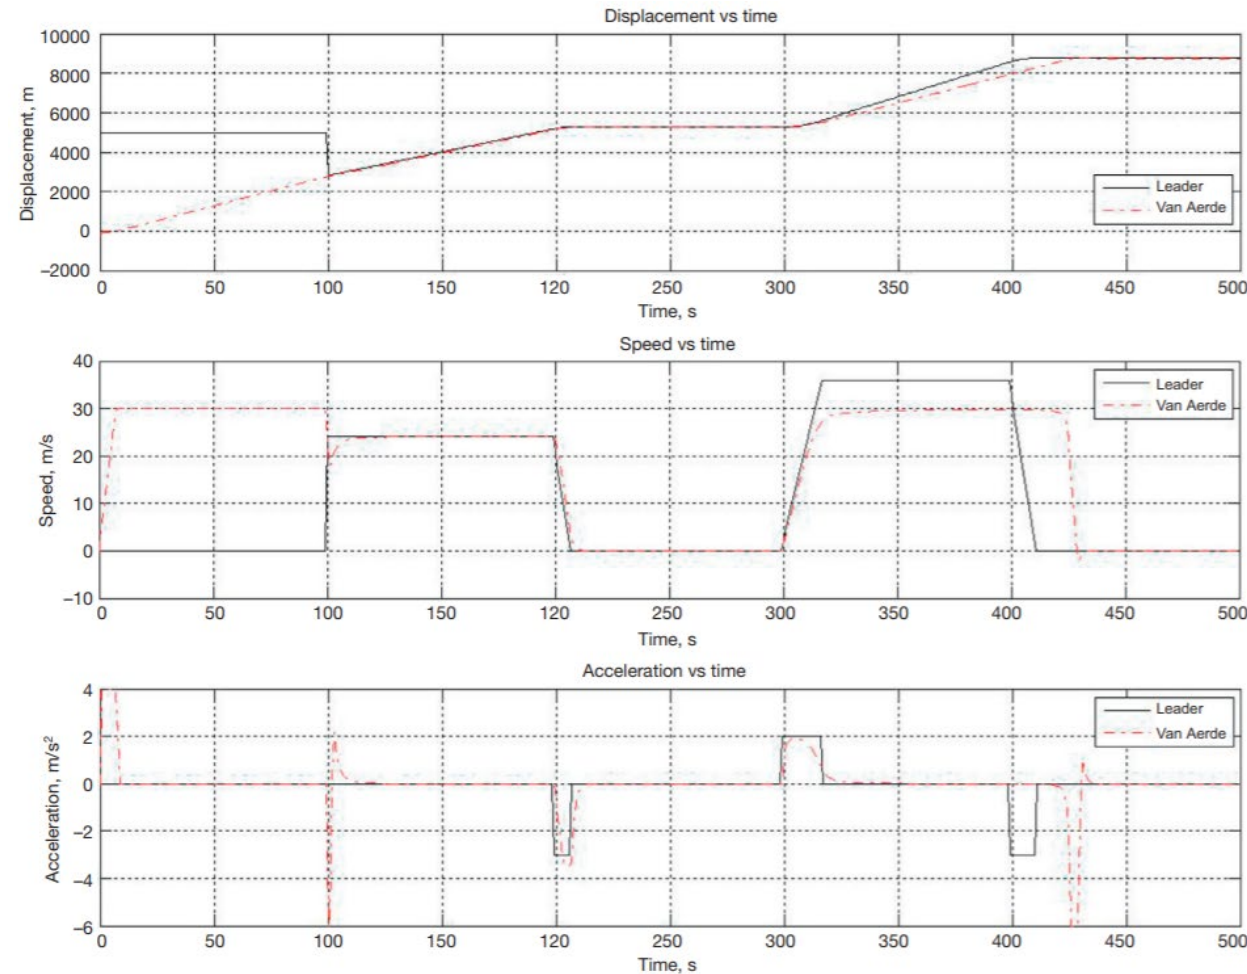 Displacement vs time
Displacement, m
10000
8000
6000
4000
2000
0
–2000
Leader
Van Aerde
0 50 100 150 120 250 300 350 400 450 500
Time, s
Speed vs time
Speed, m/s
40
30
20
10
0
–10
Leader
Van Aerde
0 50 100 150 120 250 300 350 400 450 500
Time, s
Acceleration vs time
Acceleration, m/s²
4
2
0
–2
–4
–6
Leader
Van Aerde
0 50 100 150 120 250 300 350 400 450 500
Time, s